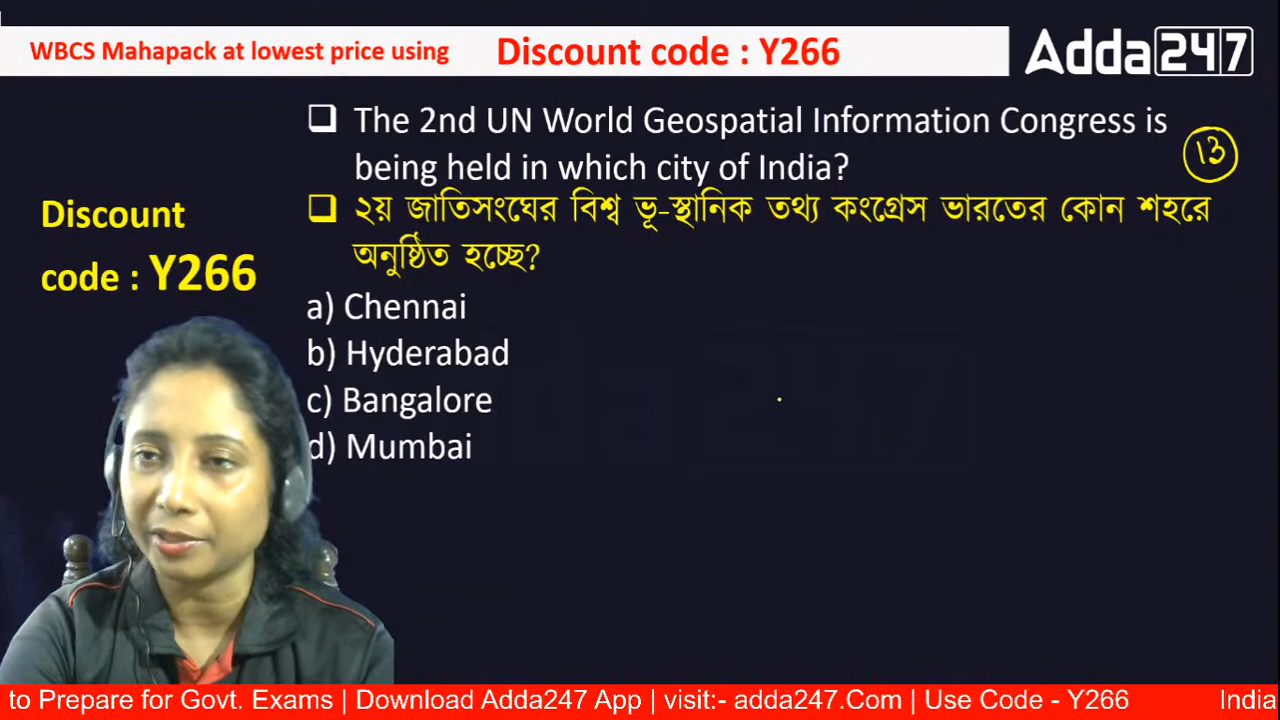 WBCS Mahapack at lowest price using
Discount code : Y266
Adda247
The 2nd UN World Geospatial Information Congress is
being held in which city of India?
13
২য় জাতিসংঘের বিশ্ব ভূ-স্থানিক তথ্য কংগ্রেস ভারতের কোন শহরে
অনুষ্ঠিত হচ্ছে?
Discount
code : Y266
a) Chennai
b) Hyderabad
c) Bangalore
d) Mumbai
to Prepare for Govt. Exams | Download Adda247 App | visit:- adda247.Com | Use Code - Y266
India